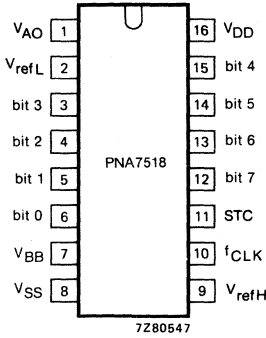 VAO 1 16 VDD
VrefL 2 15 bit 4
bit 3 3 14 bit 5
bit 2 4 13 bit 6
PNA7518
bit 1 5 12 bit 7
bit 0 6 11 STC
VBB 7 10 fCLK
VSS 8 9 VrefH
7Z80547